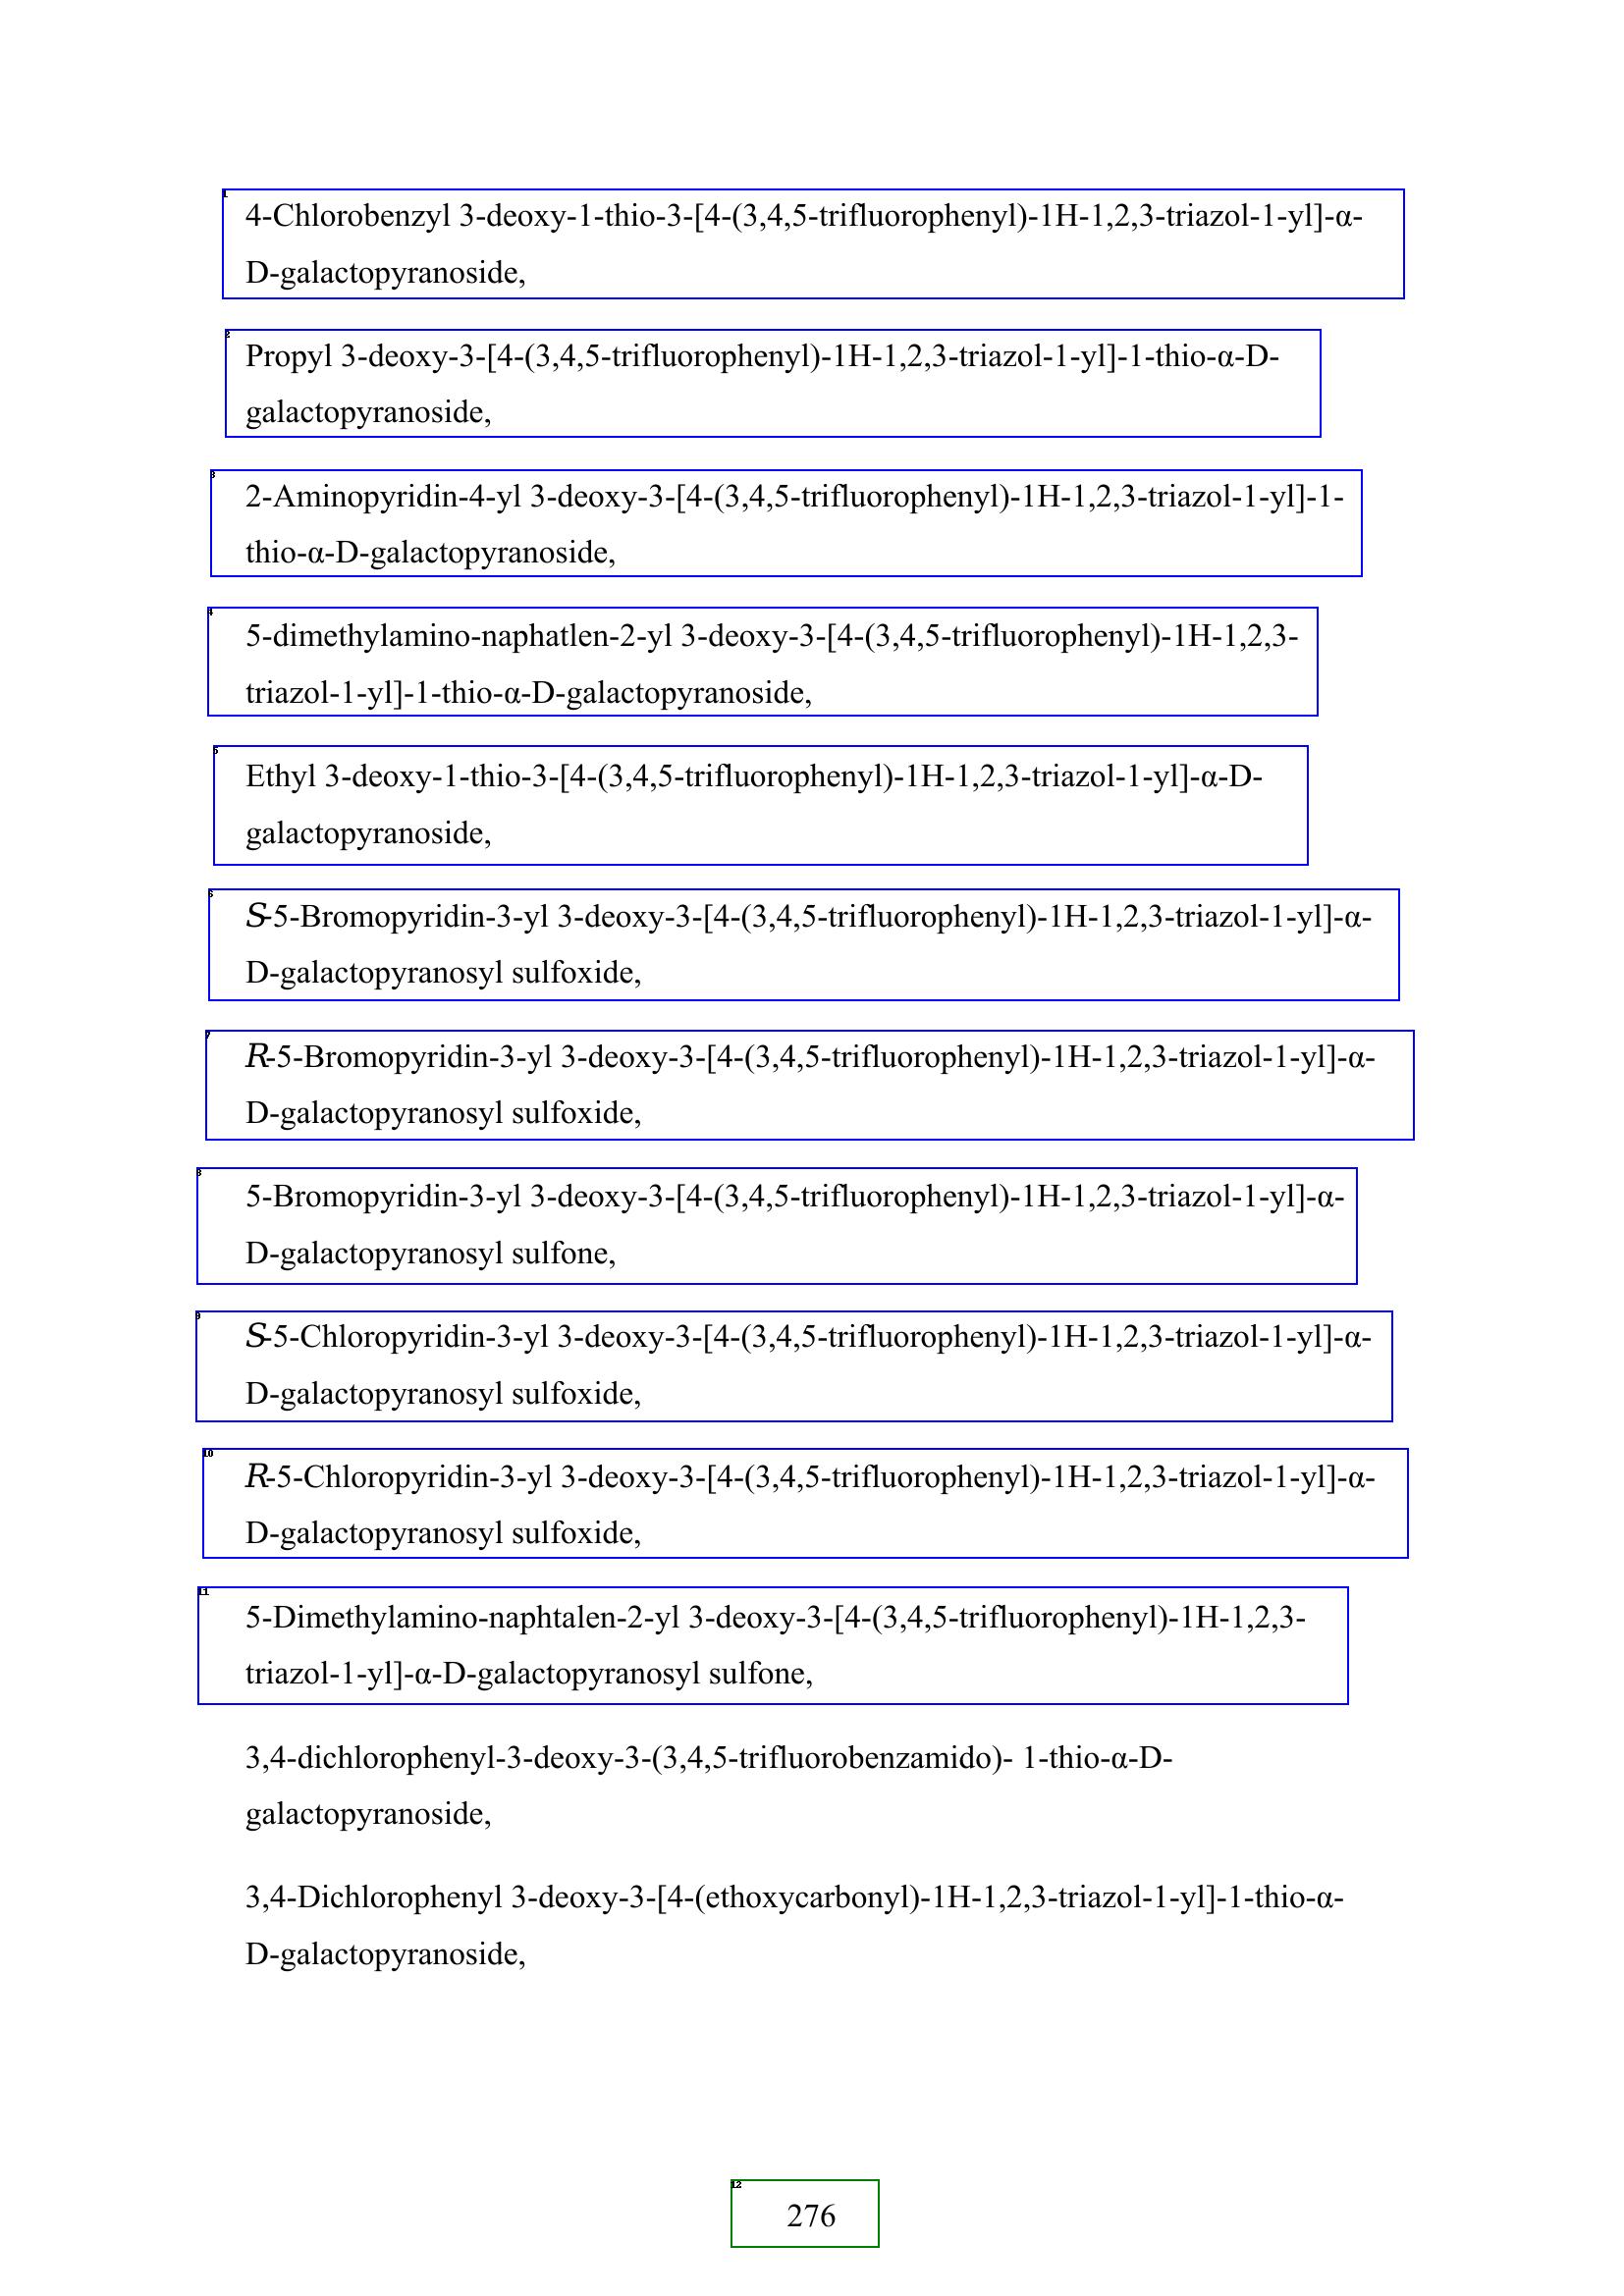 4-Chlorobenzyl 3-deoxy-1-thio-3-[4-(3,4,5-trifluorophenyl)-1H-1,2,3-triazol-1-yl]-α-
D-galactopyranoside,
Propyl 3-deoxy-3-[4-(3,4,5-trifluorophenyl)-1H-1,2,3-triazol-1-yl]-1-thio-α-D-
galactopyranoside,
2-Aminopyridin-4-yl 3-deoxy-3-[4-(3,4,5-trifluorophenyl)-1H-1,2,3-triazol-1-yl]-1-
thio-α-D-galactopyranoside,
5-dimethylamino-naphatlen-2-yl 3-deoxy-3-[4-(3,4,5-trifluorophenyl)-1H-1,2,3-
triazol-1-yl]-1-thio-α-D-galactopyranoside,
Ethyl 3-deoxy-1-thio-3-[4-(3,4,5-trifluorophenyl)-1H-1,2,3-triazol-1-yl]-α-D-
galactopyranoside,
S-5-Bromopyridin-3-yl 3-deoxy-3-[4-(3,4,5-trifluorophenyl)-1H-1,2,3-triazol-1-yl]-α-
D-galactopyranosyl sulfoxide,
R-5-Bromopyridin-3-yl 3-deoxy-3-[4-(3,4,5-trifluorophenyl)-1H-1,2,3-triazol-1-yl]-α-
D-galactopyranosyl sulfoxide,
5-Bromopyridin-3-yl 3-deoxy-3-[4-(3,4,5-trifluorophenyl)-1H-1,2,3-triazol-1-yl]-α-
D-galactopyranosyl sulfone,
S-5-Chloropyridin-3-yl 3-deoxy-3-[4-(3,4,5-trifluorophenyl)-1H-1,2,3-triazol-1-yl]-α-
D-galactopyranosyl sulfoxide,
R-5-Chloropyridin-3-yl 3-deoxy-3-[4-(3,4,5-trifluorophenyl)-1H-1,2,3-triazol-1-yl]-α-
D-galactopyranosyl sulfoxide,
5-Dimethylamino-naphtalen-2-yl 3-deoxy-3-[4-(3,4,5-trifluorophenyl)-1H-1,2,3-
triazol-1-yl]-α-D-galactopyranosyl sulfone,
3,4-dichlorophenyl-3-deoxy-3-(3,4,5-trifluorobenzamido)- 1-thio-α-D-
galactopyranoside,
3,4-Dichlorophenyl 3-deoxy-3-[4-(ethoxycarbonyl)-1H-1,2,3-triazol-1-yl]-1-thio-α-
D-galactopyranoside,
276